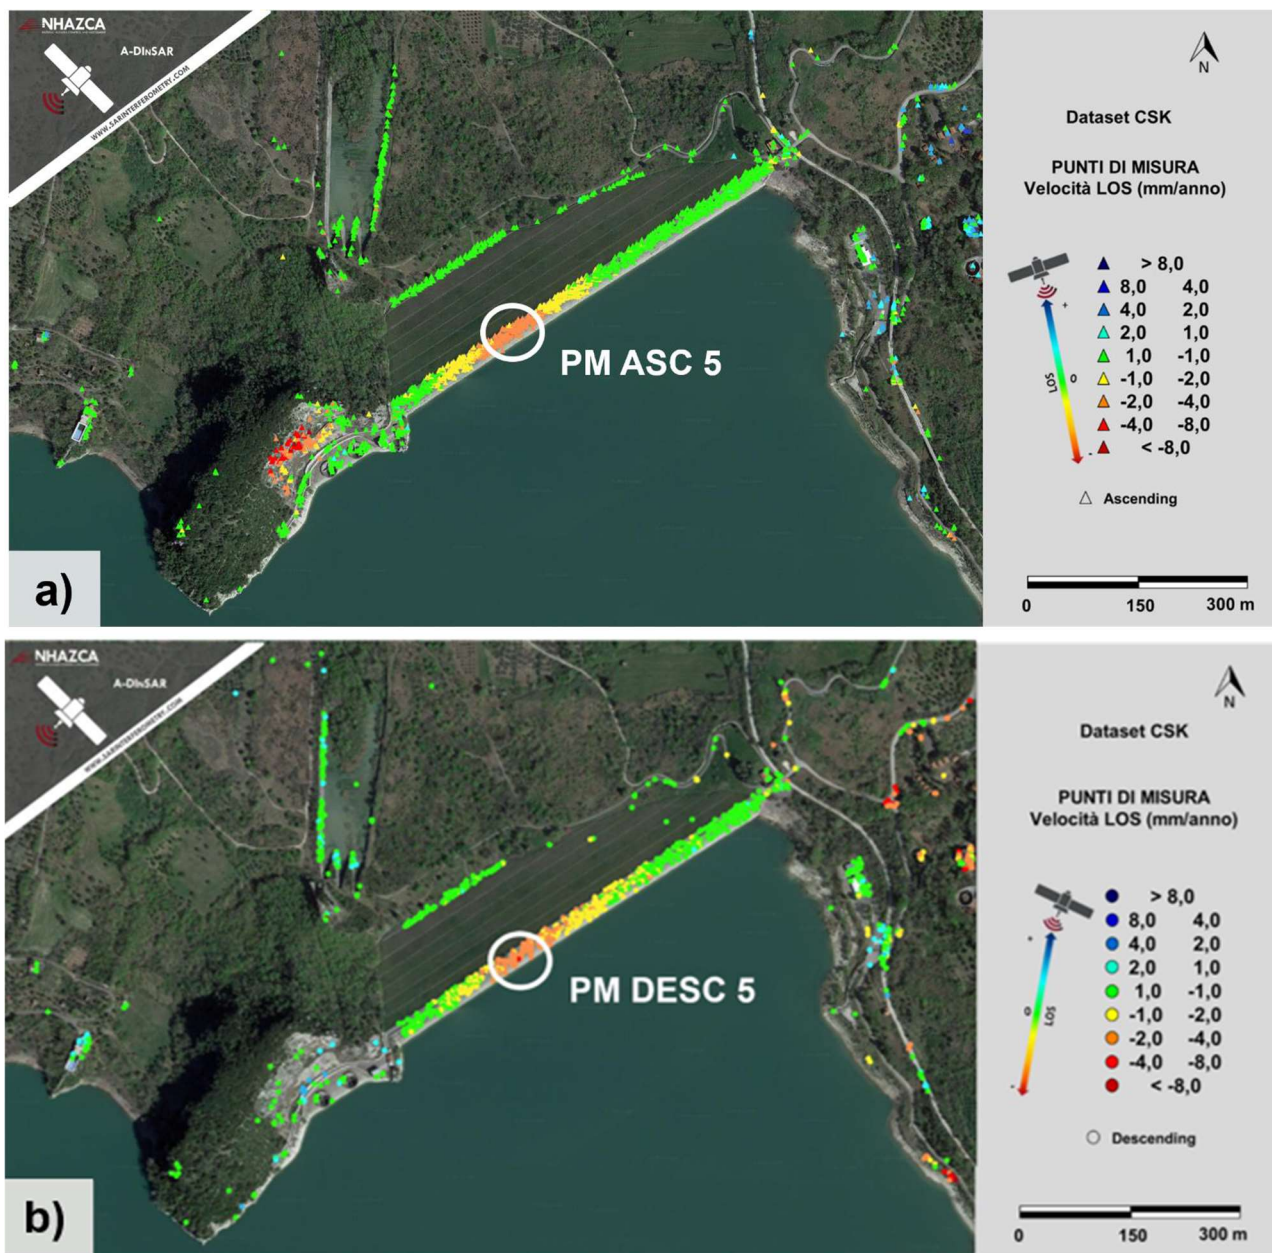 NHAZCA
A-DInSAR
WWW.SARINTERFEROMETRY.COM
PM ASC 5
a)
N
Dataset CSK
PUNTI DI MISURA
Velocità LOS (mm/anno)
> 8,0
8,0 4,0
4,0 2,0
2,0 1,0
1,0 -1,0
-1,0 -2,0
-2,0 -4,0
-4,0 -8,0
< -8,0
+
0
LOS
-
Ascending
0 150 300 m
NHAZCA
A-DInSAR
WWW.SARINTERFEROMETRY.COM
PM DESC 5
b)
N
Dataset CSK
PUNTI DI MISURA
Velocità LOS (mm/anno)
> 8,0
8,0 4,0
4,0 2,0
2,0 1,0
1,0 -1,0
-1,0 -2,0
-2,0 -4,0
-4,0 -8,0
< -8,0
+
0
LOS
-
Descending
0 150 300 m